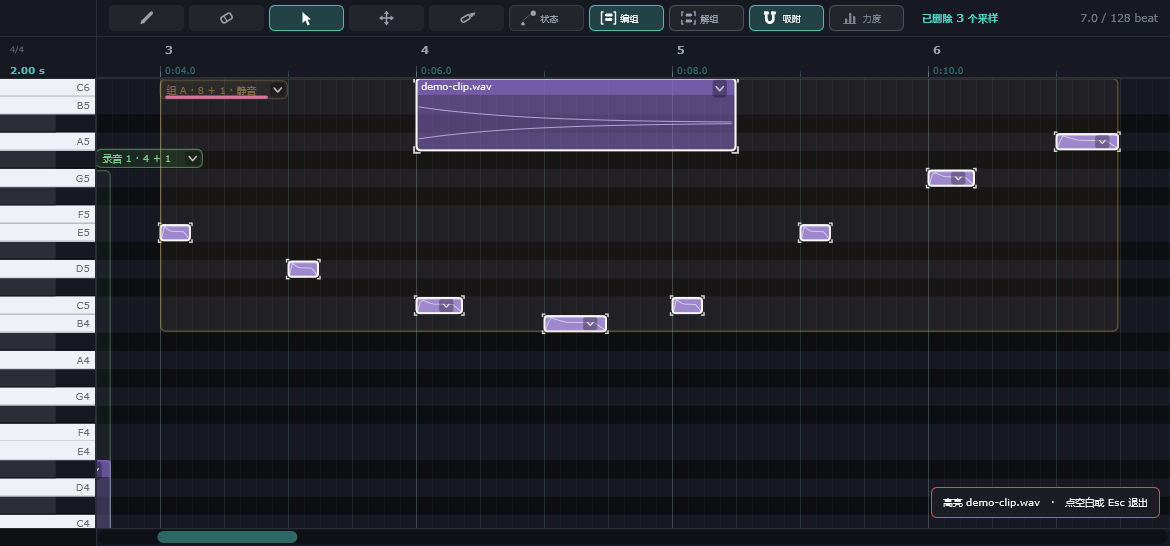 状态 编组 解组 吸附 力度 已删除 3 个采样 7.0 / 128 beat
4/4 3 4 5 6
2.00 s 0:04.0 0:06.0 0:08.0 0:10.0
C6
组 A · 8 + 1 · 静音
demo-clip.wav
B5
A5
录音 1 · 4 + 1
G5
F5
E5
D5
C5
B4
A4
G4
F4
E4
D4
高亮 demo-clip.wav · 点空白或 Esc 退出
C4